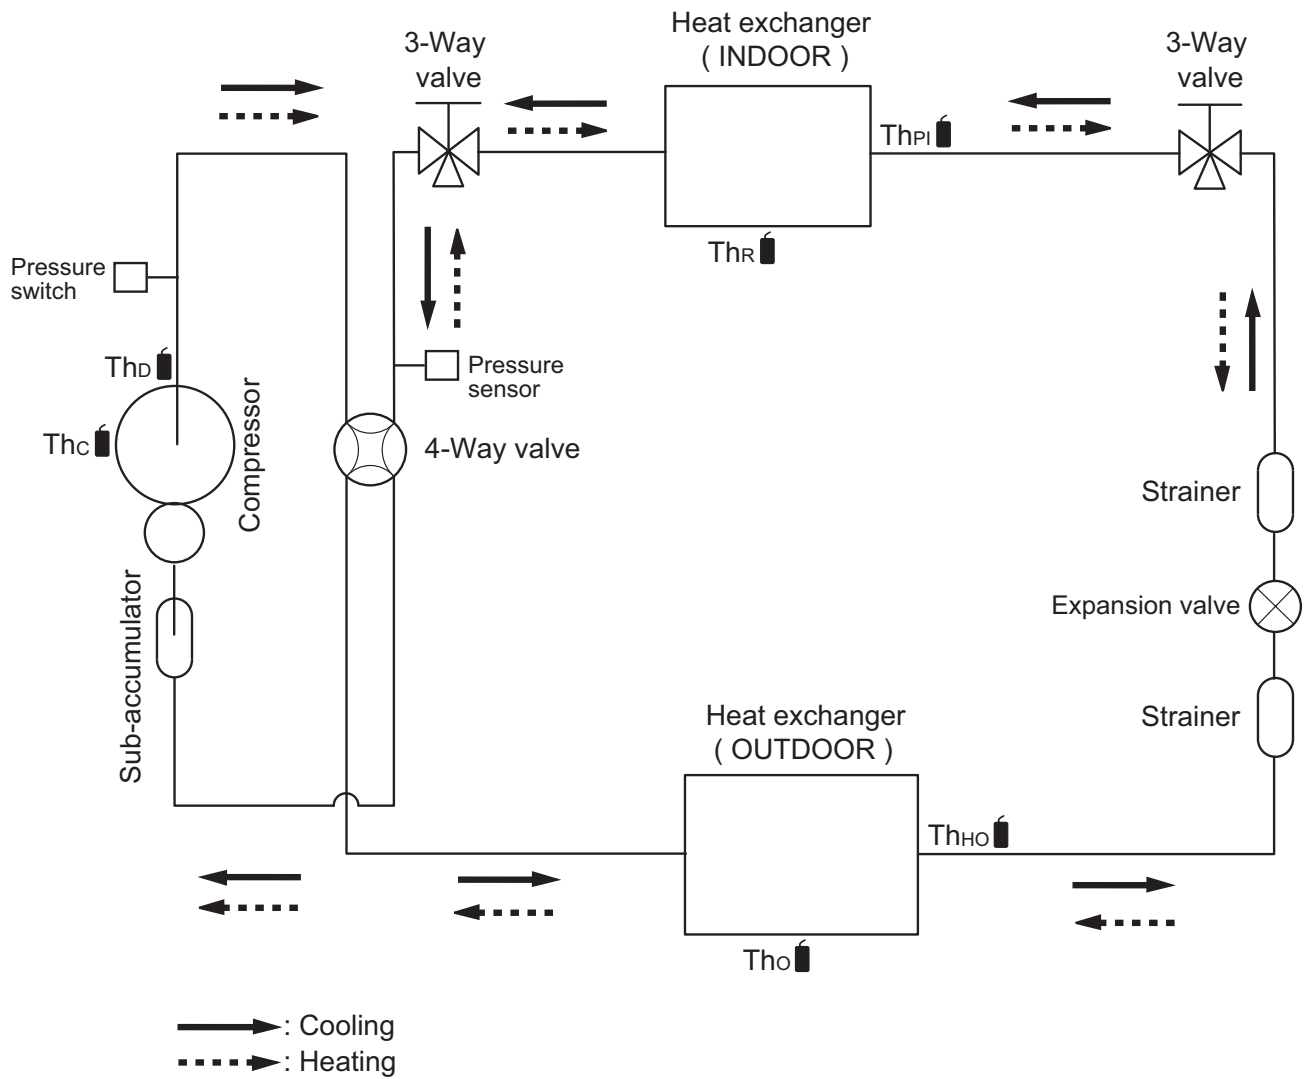 Heat exchanger
( INDOOR )
3-Way
valve
3-Way
valve
ThPI
ThR
Pressure
switch
ThD
Pressure
sensor
ThC
Compressor
4-Way valve
Strainer
Sub-accumulator
Expansion valve
Strainer
Heat exchanger
( OUTDOOR )
ThHO
ThO
: Cooling
: Heating